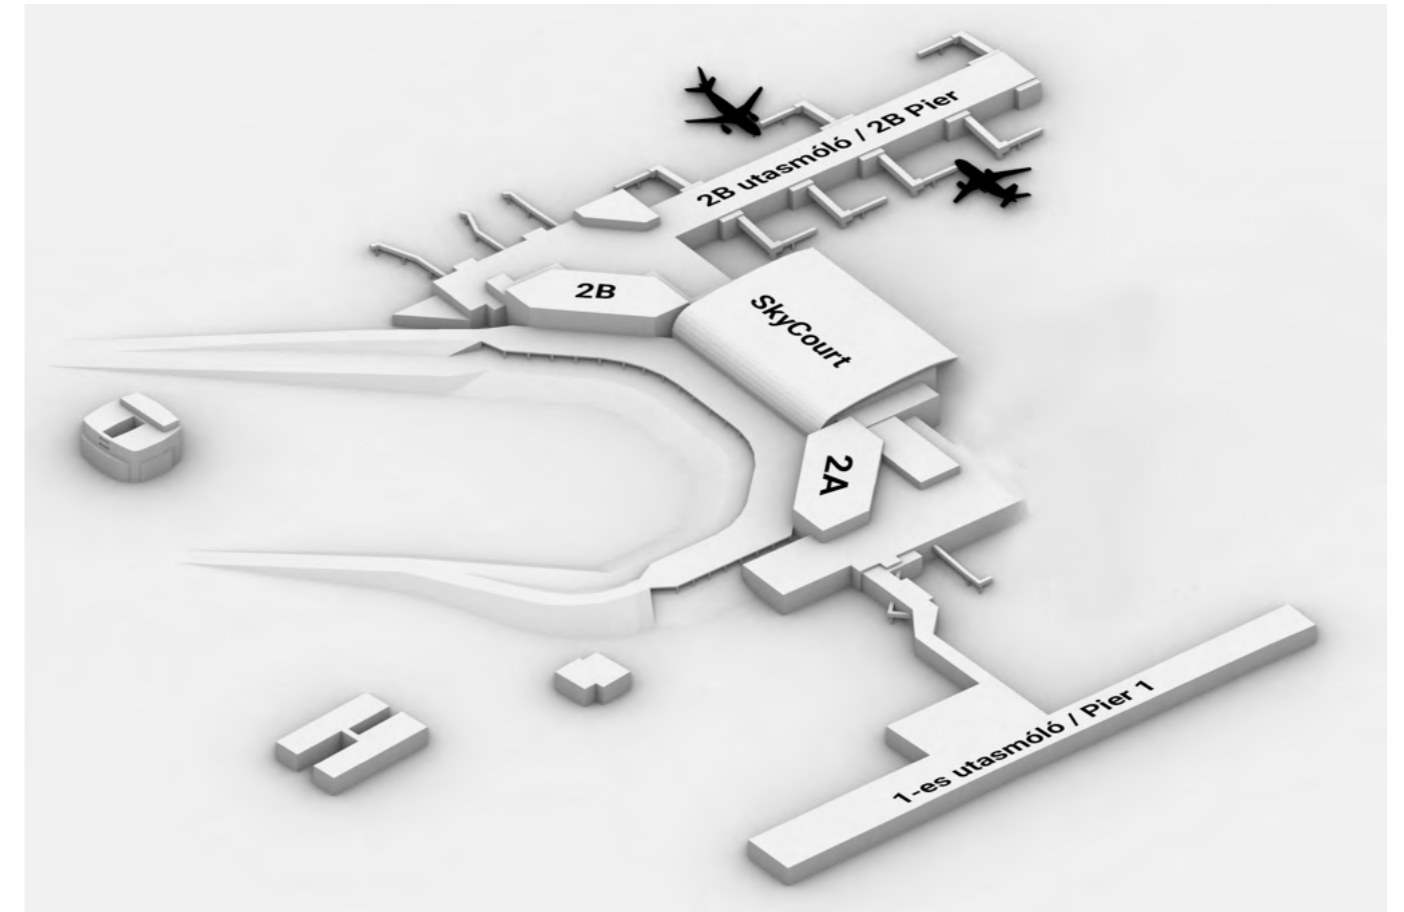 2B utasmóló / 2B Pier
2B
SkyCourt
2A
1-es utasmóló / Pier 1